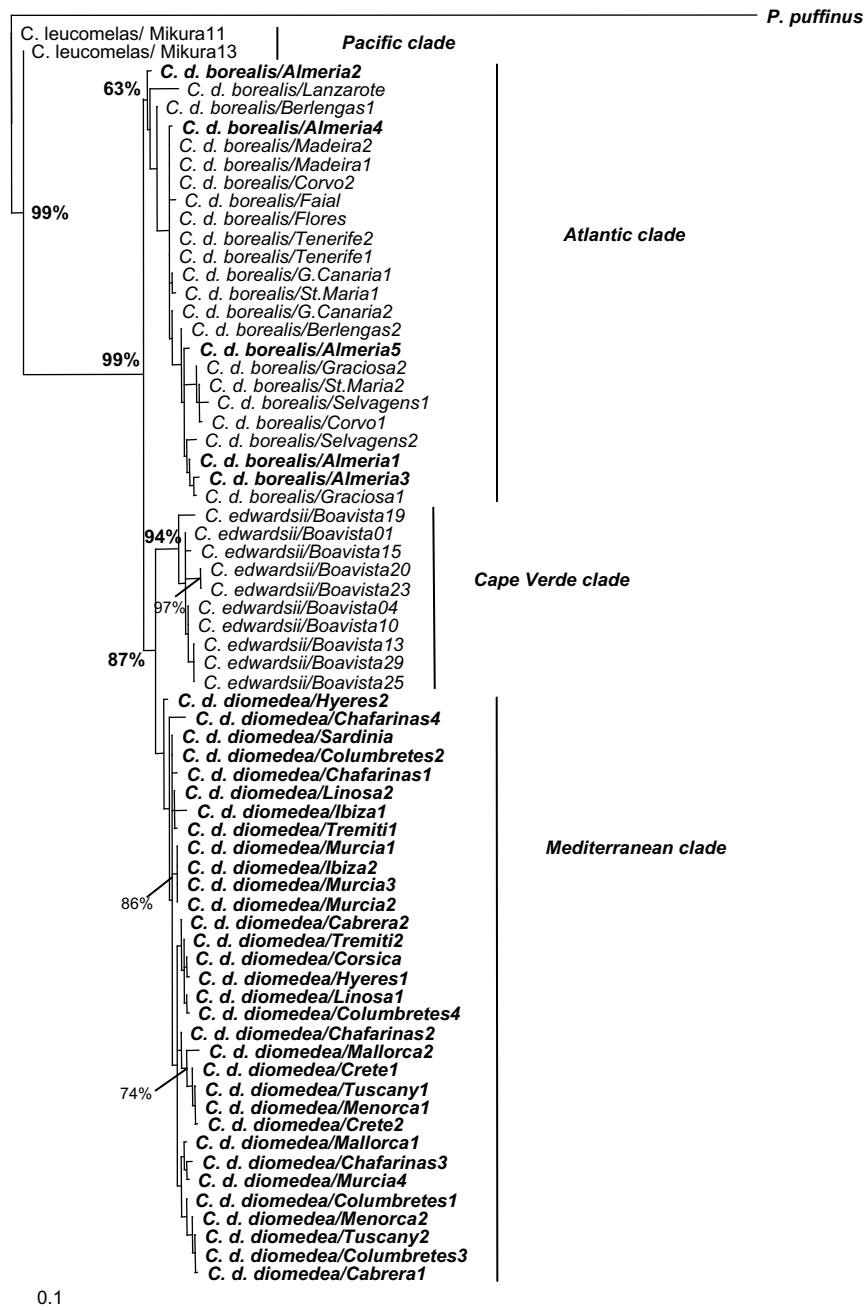 P. puffinus
C. leucomelas/ Mikura11
C. leucomelas/ Mikura13
Pacific clade
C. d. borealis/Almeria2
63%
C. d. borealis/Lanzarote
C. d. borealis/Berlengas1
C. d. borealis/Almeria4
C. d. borealis/Madeira2
C. d. borealis/Madeira1
C. d. borealis/Corvo2
C. d. borealis/Faial
99%
C. d. borealis/Flores
Atlantic clade
C. d. borealis/Tenerife2
C. d. borealis/Tenerife1
C. d. borealis/G.Canaria1
C. d. borealis/St.Maria1
C. d. borealis/G.Canaria2
C. d. borealis/Berlengas2
C. d. borealis/Almeria5
99%
C. d. borealis/Graciosa2
C. d. borealis/St.Maria2
C. d. borealis/Selvagens1
C. d. borealis/Corvo1
C. d. borealis/Selvagens2
C. d. borealis/Almeria1
C. d. borealis/Almeria3
C. d. borealis/Graciosa1
C. edwardsii/Boavista19
94%
C. edwardsii/Boavista01
C. edwardsii/Boavista15
C. edwardsii/Boavista20
Cape Verde clade
C. edwardsii/Boavista23
97%
C. edwardsii/Boavista04
C. edwardsii/Boavista10
C. edwardsii/Boavista13
87%
C. edwardsii/Boavista29
C. edwardsii/Boavista25
C. d. diomedea/Hyeres2
C. d. diomedea/Chafarinas4
C. d. diomedea/Sardinia
C. d. diomedea/Columbretes2
C. d. diomedea/Chafarinas1
C. d. diomedea/Linosa2
C. d. diomedea/Ibiza1
C. d. diomedea/Tremiti1
C. d. diomedea/Murcia1
Mediterranean clade
C. d. diomedea/Ibiza2
C. d. diomedea/Murcia3
86%
C. d. diomedea/Murcia2
C. d. diomedea/Cabrera2
C. d. diomedea/Tremiti2
C. d. diomedea/Corsica
C. d. diomedea/Hyeres1
C. d. diomedea/Linosa1
C. d. diomedea/Columbretes4
C. d. diomedea/Chafarinas2
C. d. diomedea/Mallorca2
C. d. diomedea/Crete1
74%
C. d. diomedea/Tuscany1
C. d. diomedea/Menorca1
C. d. diomedea/Crete2
C. d. diomedea/Mallorca1
C. d. diomedea/Chafarinas3
C. d. diomedea/Murcia4
C. d. diomedea/Columbretes1
C. d. diomedea/Menorca2
C. d. diomedea/Tuscany2
C. d. diomedea/Columbretes3
C. d. diomedea/Cabrera1
0.1